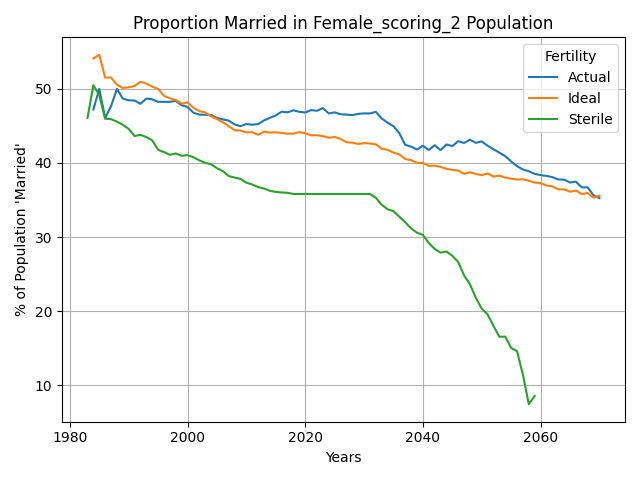 Proportion Married in Female_scoring_2 Population
Fertility
Actual
Ideal
Sterile
% of Population 'Married'
50
40
30
20
10
1980
2000
2020
2040
2060
Years